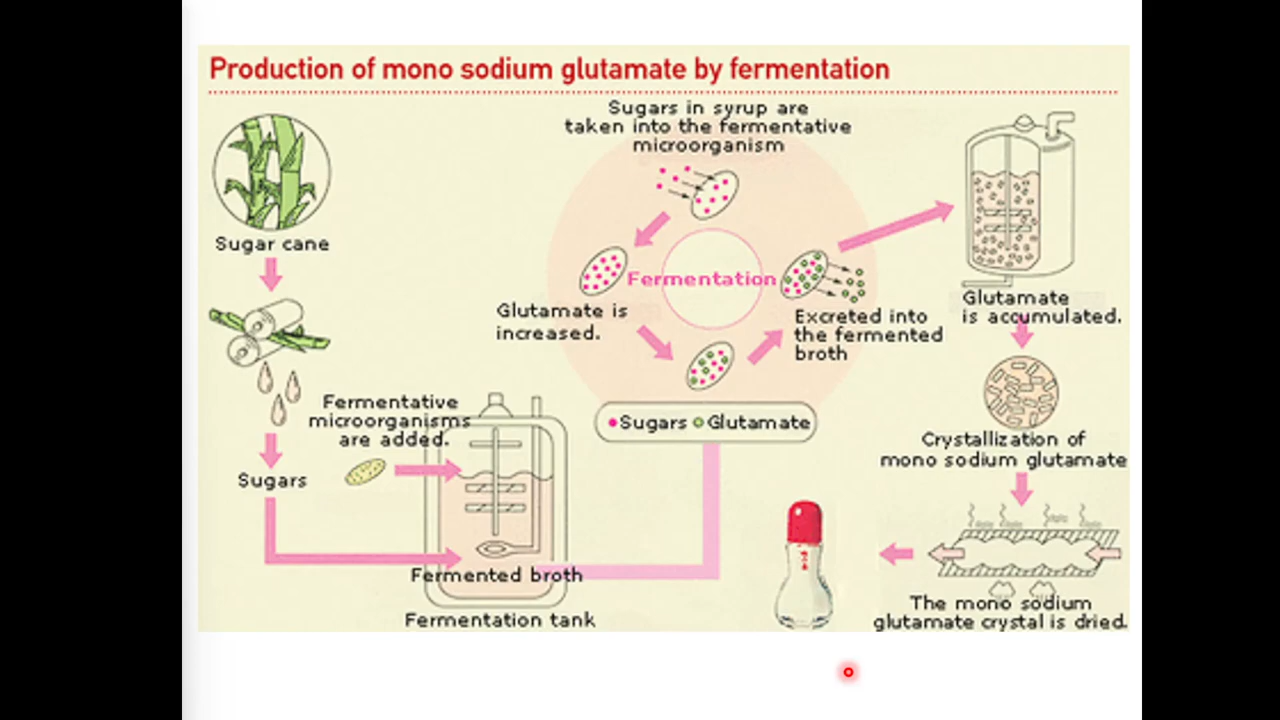 Production of mono sodium glutamate by fermentation
Sugars in syrup are
taken into the fermentative
microorganism
Sugar cane
Fermentation
Glutamate is
increased.
Excreted into
the fermented
broth
Glutamate
is accumulated.
Fermentative
microorganisms
are added.
Sugars Glutamate
Crystallization of
mono sodium glutamate
Sugars
Fermented broth
Fermentation tank
The mono sodium
glutamate crystal is dried.